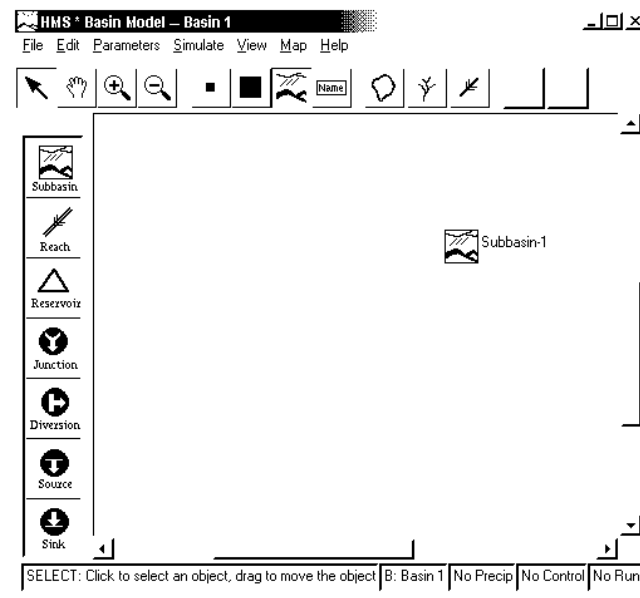 HMS * Basin Model – Basin 1
File Edit Parameters Simulate View Map Help
Name
Subbasin
Subbasin-1
Reach
Reservoir
Junction
Diversion
Source
Sink
SELECT: Click to select an object, drag to move the object B: Basin 1 No Precip No Control No Run